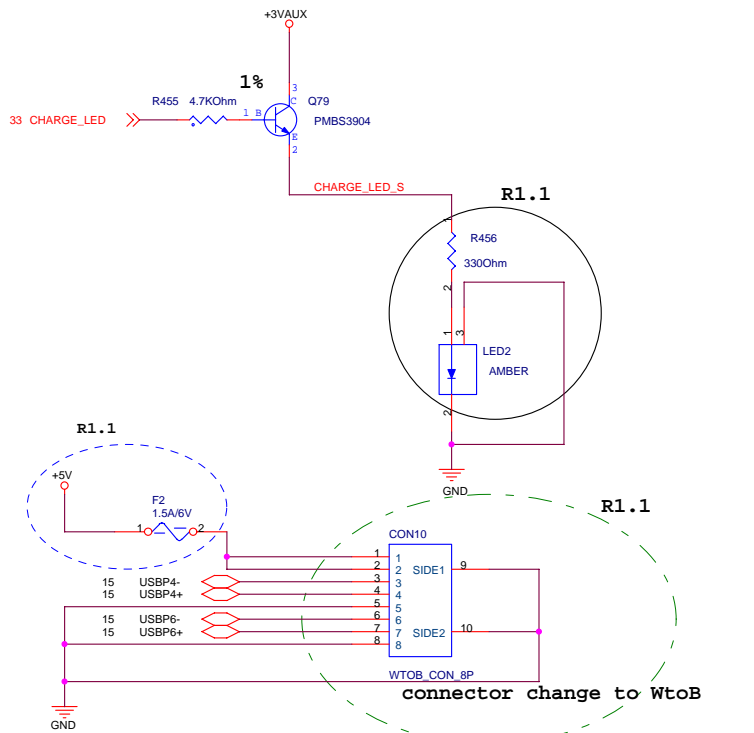 +3VAUX
1%
3
C
R455 4.7KOhm
Q79
1 B
33 CHARGE_LED
PMBS3904
E
2
CHARGE_LED_S
R1.1
1
R456
330Ohm
2
1
3
LED2
AMBER
2
GND
R1.1
+5V
F2
1.5A/6V
1
2
R1.1
CON10
1 1
2 2 SIDE1 9
15 USBP4- 3 3
15 USBP4+ 4 4
5 5
15 USBP6- 6 6
15 USBP6+ 7 7 SIDE2 10
8 8
WTOB_CON_8P
connector change to WtoB
GND